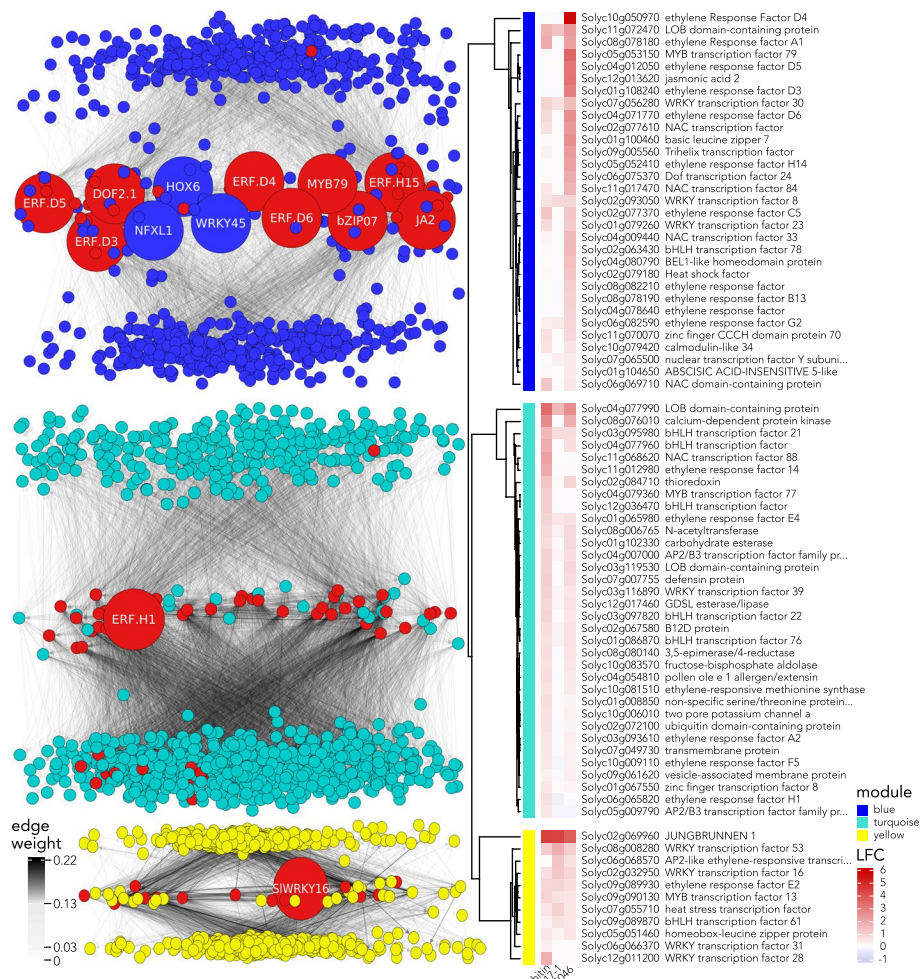 ERF.D5
DOF2.1
ERF.D3
HOX6
NFXL1
WRKY45
ERF.D4
ERF.D6
MYB79
bZIP07
ERF.H15
JA2
ERF.H1
SlWRKY16
edge
weight
0.22
0.13
0.03
0
Solyc10g050970 ethylene Response Factor D4
Solyc11g072470 LOB domain-containing protein
Solyc08g078180 ethylene Response factor A1
Solyc05g053150 MYB transcription factor 79
Solyc04g012050 ethylene response factor D5
Solyc12g013620 jasmonic acid 2
Solyc01g108240 ethylene response factor D3
Solyc07g056280 WRKY transcription factor 30
Solyc04g071770 ethylene response factor D6
Solyc02g077610 NAC transcription factor
Solyc01g100460 basic leucine zipper 7
Solyc09g005560 Trihelix transcription factor
Solyc05g052410 ethylene response factor H14
Solyc06g075370 Dof transcription factor 24
Solyc11g017470 NAC transcription factor 84
Solyc02g093050 WRKY transcription factor 8
Solyc02g077370 ethylene response factor C5
Solyc01g079260 WRKY transcription factor 23
Solyc04g009440 NAC transcription factor 33
Solyc02g063430 bHLH transcription factor 78
Solyc04g080790 BEL1-like homeodomain protein
Solyc02g079180 Heat shock factor
Solyc08g082210 ethylene response factor
Solyc08g078190 ethylene response factor B13
Solyc04g078640 ethylene response factor
Solyc06g082590 ethylene response factor G2
Solyc11g070070 zinc finger CCCH domain protein 70
Solyc10g079420 calmodulin-like 34
Solyc07g065500 nuclear transcription factor Y subuni...
Solyc01g104650 ABSCISIC ACID-INSENSITIVE 5-like
Solyc06g069710 NAC domain-containing protein
Solyc04g077990 LOB domain-containing protein
Solyc08g076010 calcium-dependent protein kinase
Solyc03g095980 bHLH transcription factor 21
Solyc04g077960 bHLH transcription factor
Solyc11g068620 NAC transcription factor 88
Solyc11g012980 ethylene response factor 14
Solyc02g084710 thioredoxin
Solyc04g079360 MYB transcription factor 77
Solyc12g036470 bHLH transcription factor
Solyc01g065980 ethylene response factor E4
Solyc08g006765 N-acetyltransferase
Solyc01g102330 carbohydrate esterase
Solyc04g007000 AP2/B3 transcription factor family pr...
Solyc03g119530 LOB domain-containing protein
Solyc07g007755 defensin protein
Solyc03g116890 WRKY transcription factor 39
Solyc12g017460 GDSL esterase/lipase
Solyc03g097820 bHLH transcription factor 22
Solyc02g067580 B12D protein
Solyc01g086870 bHLH transcription factor 76
Solyc08g080140 3,5-epimerase/4-reductase
Solyc10g083570 fructose-bisphosphate aldolase
Solyc04g054810 pollen ole e 1 allergen/extensin
Solyc10g081510 ethylene-responsive methionine synthase
Solyc01g008850 non-specific serine/threonine protein...
Solyc10g006010 two pore potassium channel a
Solyc02g072100 ubiquitin domain-containing protein
Solyc03g093610 ethylene response factor A2
Solyc07g049730 transmembrane protein
Solyc10g009110 ethylene response factor F5
Solyc09g061620 vesicle-associated membrane protein
Solyc01g067550 zinc finger transcription factor 8
Solyc06g065820 ethylene response factor H1
Solyc05g009790 AP2/B3 transcription factor family pr...
Solyc02g069960 JUNGBRUNNEN 1
Solyc08g008280 WRKY transcription factor 53
Solyc06g068570 AP2-like ethylene-responsive transcri...
Solyc02g032950 WRKY transcription factor 16
Solyc09g089930 ethylene response factor E2
Solyc09g090130 MYB transcription factor 13
Solyc07g055710 heat stress transcription factor
Solyc09g089870 bHLH transcription factor 61
Solyc05g051460 homeobox-leucine zipper protein
Solyc06g066370 WRKY transcription factor 31
Solyc12g011200 WRKY transcription factor 28
module
blue
turquoise
yellow
LFC
6
5
4
3
2
1
0
-1